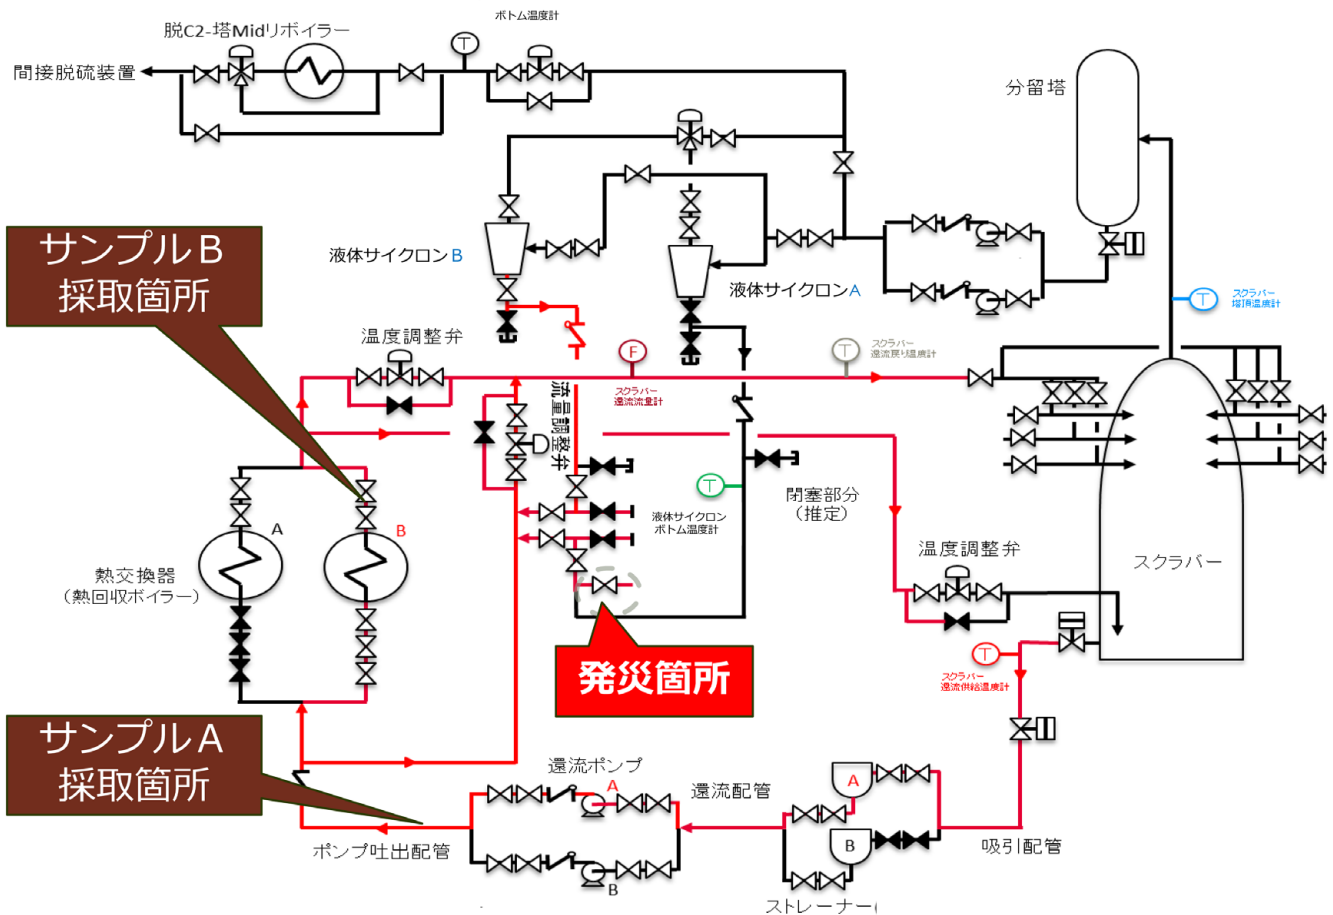 ボトム温度計
脱C2-塔Midリボイラー
T
間接脱硫装置
分留塔
サンプルB
採取箇所
液体サイクロンB
液体サイクロンA
T
スクラバー
塔頂温度計
温度調整弁
F
スクラバー
還流流量計
T
スクラバー
還流戻り温度計
流量調整弁
T
液体サイクロン
ボトム温度計
閉塞部分
(推定)
A
B
熱交換器
(熱回収ボイラー)
温度調整弁
スクラバー
発災箇所
T
スクラバー
還流供給温度計
サンプルA
採取箇所
還流ポンプ
A
還流配管
A
B
ポンプ吐出配管
B
吸引配管
ストレーナー(